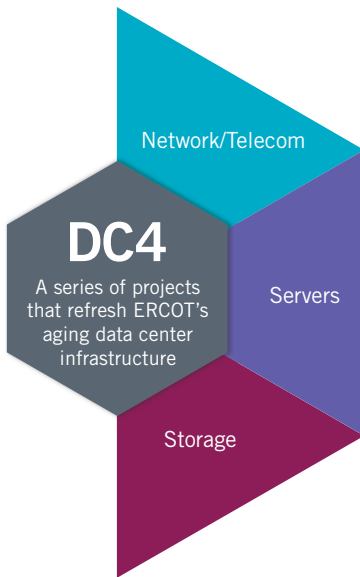 Network/Telecom
DC4
A series of projects
that refresh ERCOT's
aging data center
infrastructure
Servers
Storage